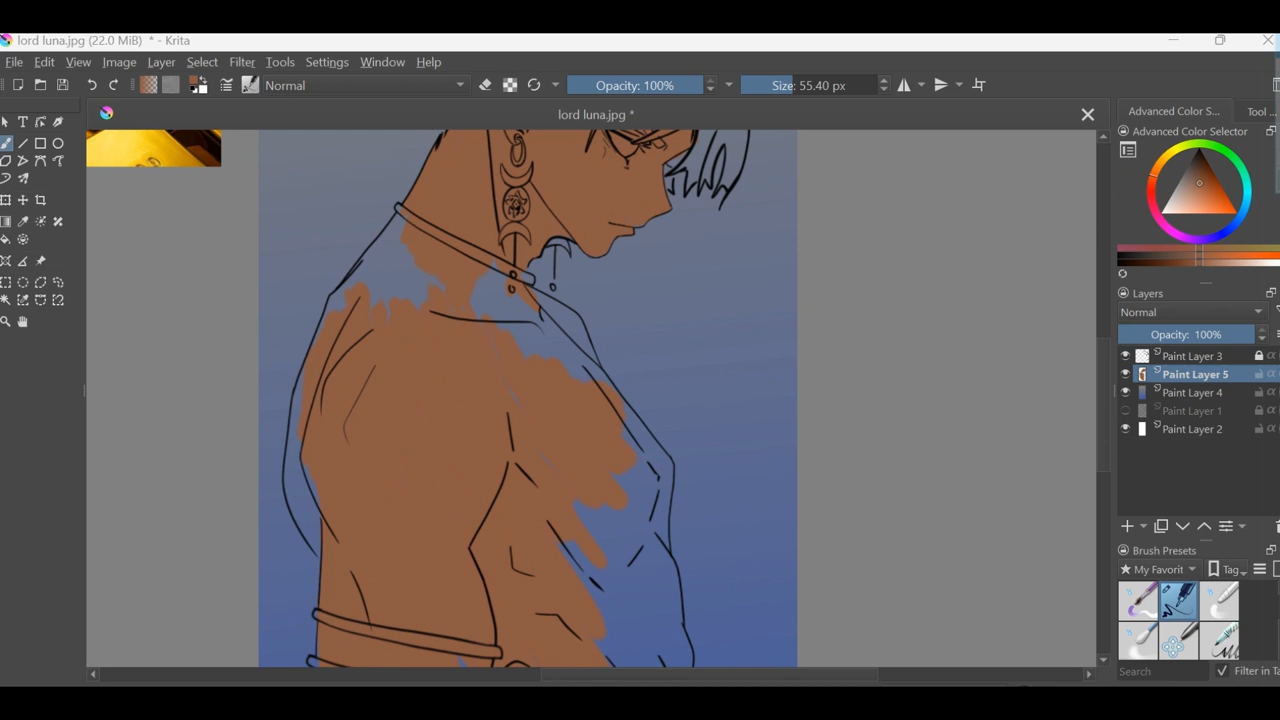 lord luna.jpg (22.0 MiB) * - Krita
File Edit View Image Layer Select Filter Tools Settings Window Help
Normal Opacity: 100% Size: 55.40 px
lord luna.jpg *
Advanced Color S... Tool ...
Advanced Color Selector
Layers
Normal
Opacity: 100%
Paint Layer 3
Paint Layer 5
Paint Layer 4
Paint Layer 1
Paint Layer 2
Brush Presets
My Favorit Tag
Search Filter in Ta